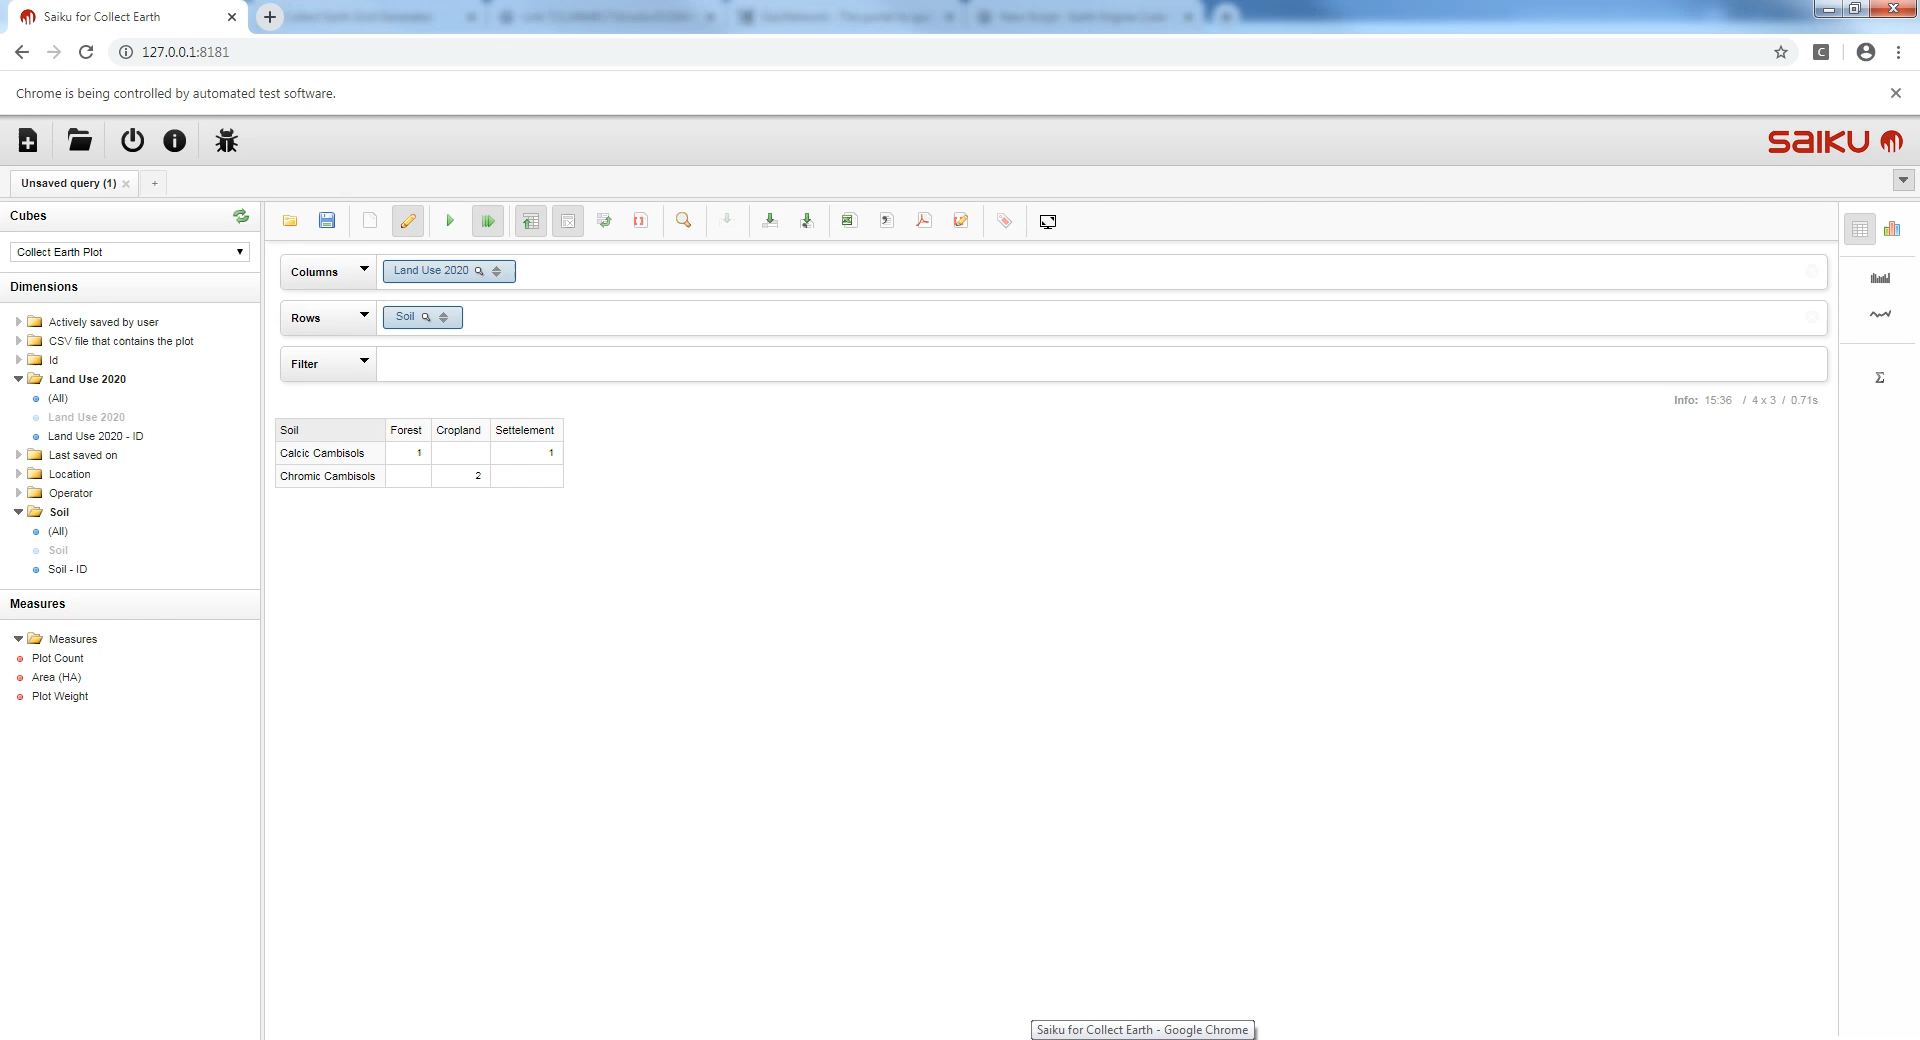 Saiku for Collect Earth
127.0.0.1:8181
Chrome is being controlled by automated test software.
saiku
Unsaved query (1)
Cubes
Collect Earth Plot
Dimensions
Actively saved by user
CSV file that contains the plot
Id
Land Use 2020
(All)
Land Use 2020
Land Use 2020 - ID
Last saved on
Location
Operator
Soil
(All)
Soil
Soil - ID
Measures
Measures
Plot Count
Area (HA)
Plot Weight
Columns Land Use 2020
Rows Soil
Filter
Info: 15:36 / 4 x 3 / 0.71s
Soil Forest Cropland Settelement
Calcic Cambisols 1 1
Chromic Cambisols 2
Σ
Saiku for Collect Earth - Google Chrome